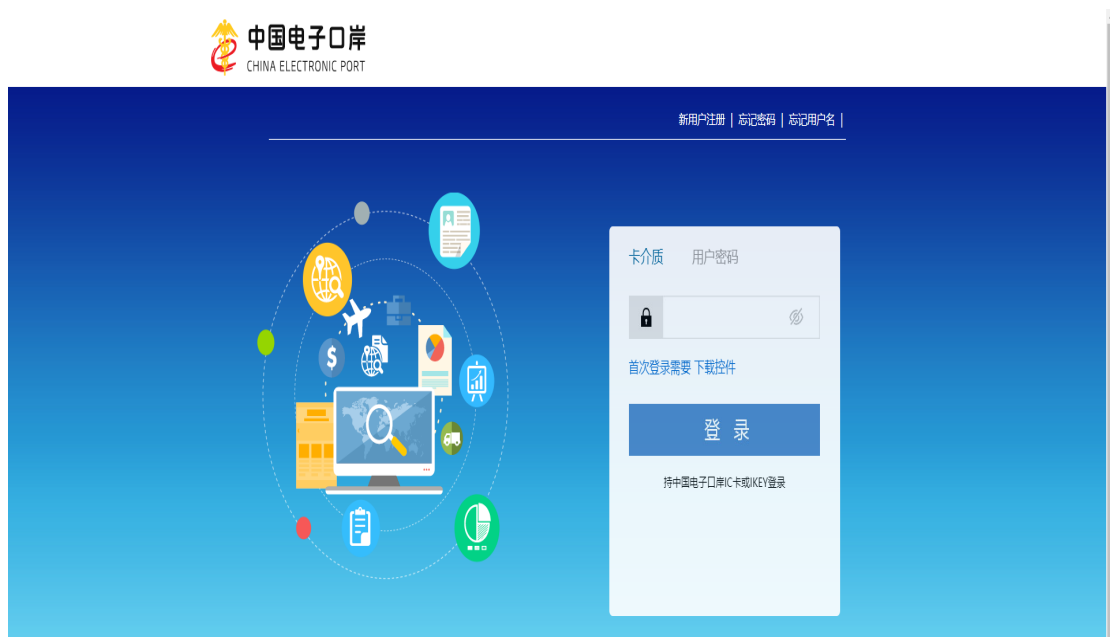 中国电子口岸
CHINA ELECTRONIC PORT
新用户注册 | 忘记密码 | 忘记用户名 |
卡介质 用户密码
首次登录需要 下载控件
登 录
持中国电子口岸IC卡或IKEY登录
$